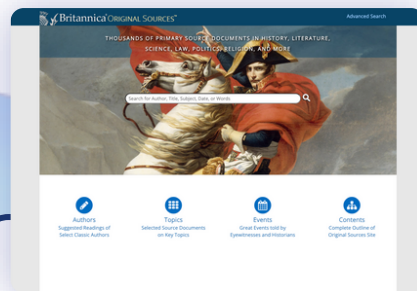 Britannica ORIGINAL SOURCES™
Advanced Search
THOUSANDS OF PRIMARY SOURCE DOCUMENTS IN HISTORY, LITERATURE,
SCIENCE, LAW, POLITICS, RELIGION, AND MORE
Search for Author, Title, Subject, Date, or Words
Authors
Suggested Readings of
Select Classic Authors
Topics
Selected Source Documents
on Key Topics
Events
Great Events told by
Eyewitnesses and Historians
Contents
Complete Outline of
Original Sources Site